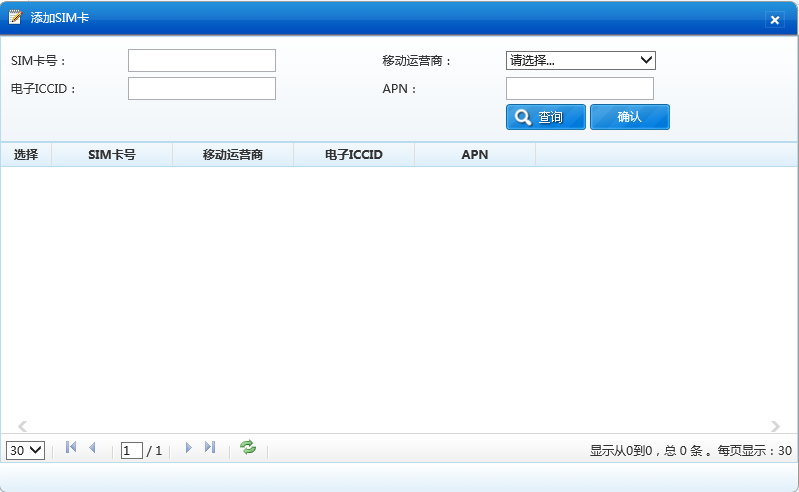 添加SIM卡
SIM卡号： 移动运营商： 请选择...
电子ICCID： APN：
查询 确认
选择 SIM卡号 移动运营商 电子ICCID APN
30 1 / 1 显示从0到0，总 0 条 。每页显示：30